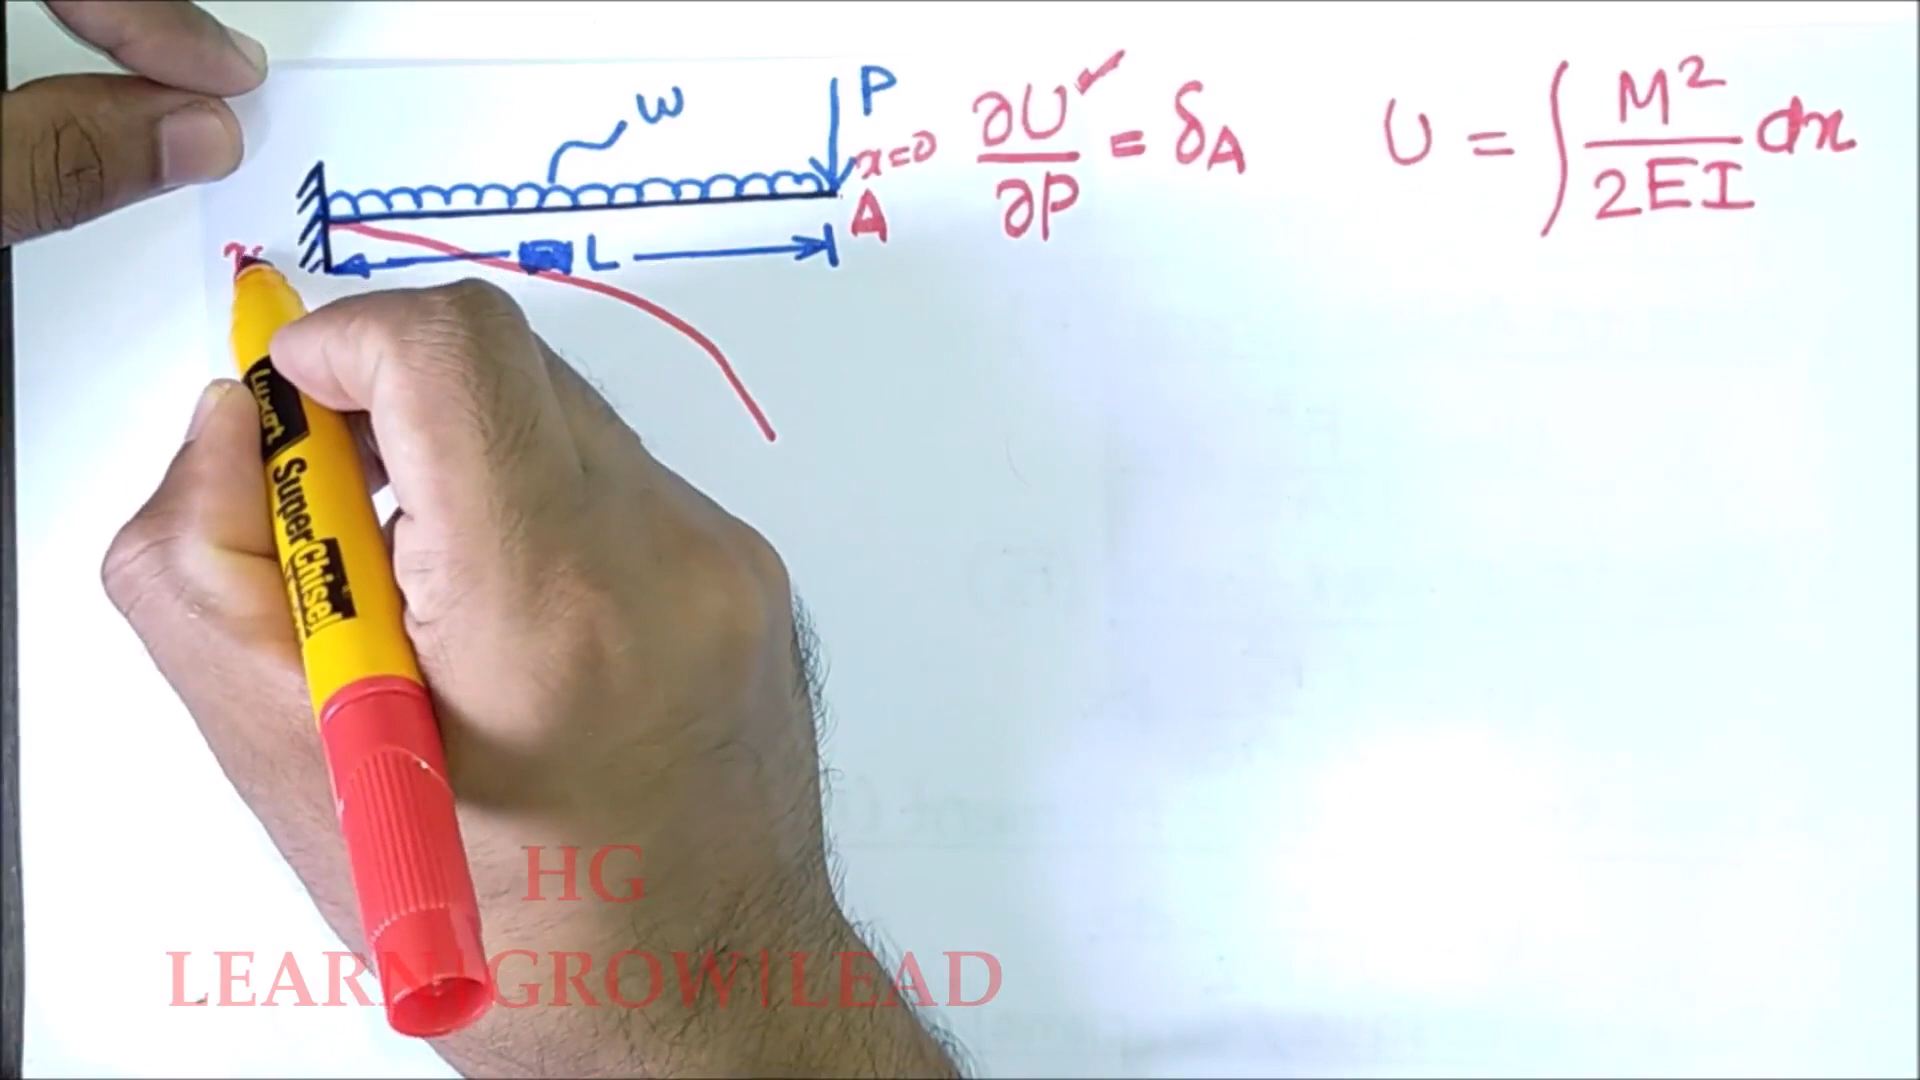 W
P
x=0
A
L
∂U/∂P = δA
U = ∫ M²/2EI dx
Luxor SuperChisel
HG
LEARN|GROW|LEAD